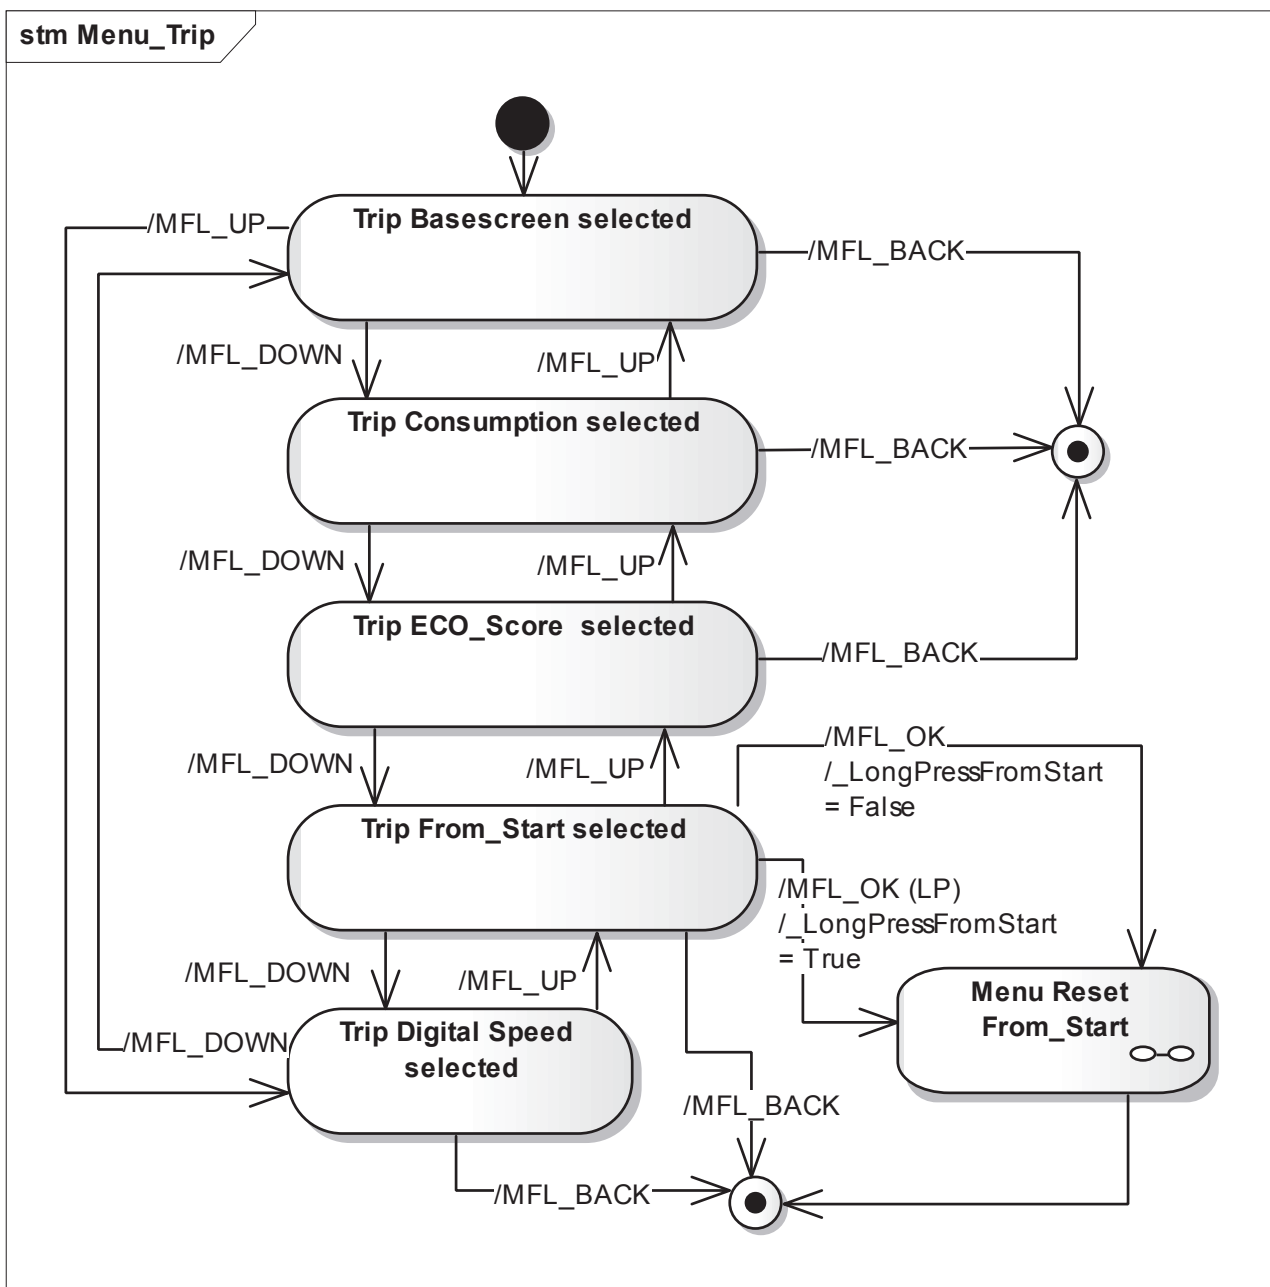 stm Menu_Trip
Trip Basescreen selected
/MFL_UP
/MFL_BACK
/MFL_DOWN
/MFL_UP
Trip Consumption selected
/MFL_BACK
/MFL_DOWN
/MFL_UP
Trip ECO_Score selected
/MFL_BACK
/MFL_DOWN
/MFL_UP
/MFL_OK
/_LongPressFromStart
= False
Trip From_Start selected
/MFL_OK (LP)
/_LongPressFromStart
= True
/MFL_DOWN
/MFL_UP
Menu Reset
From_Start
Trip Digital Speed
selected
/MFL_DOWN
/MFL_BACK
/MFL_BACK